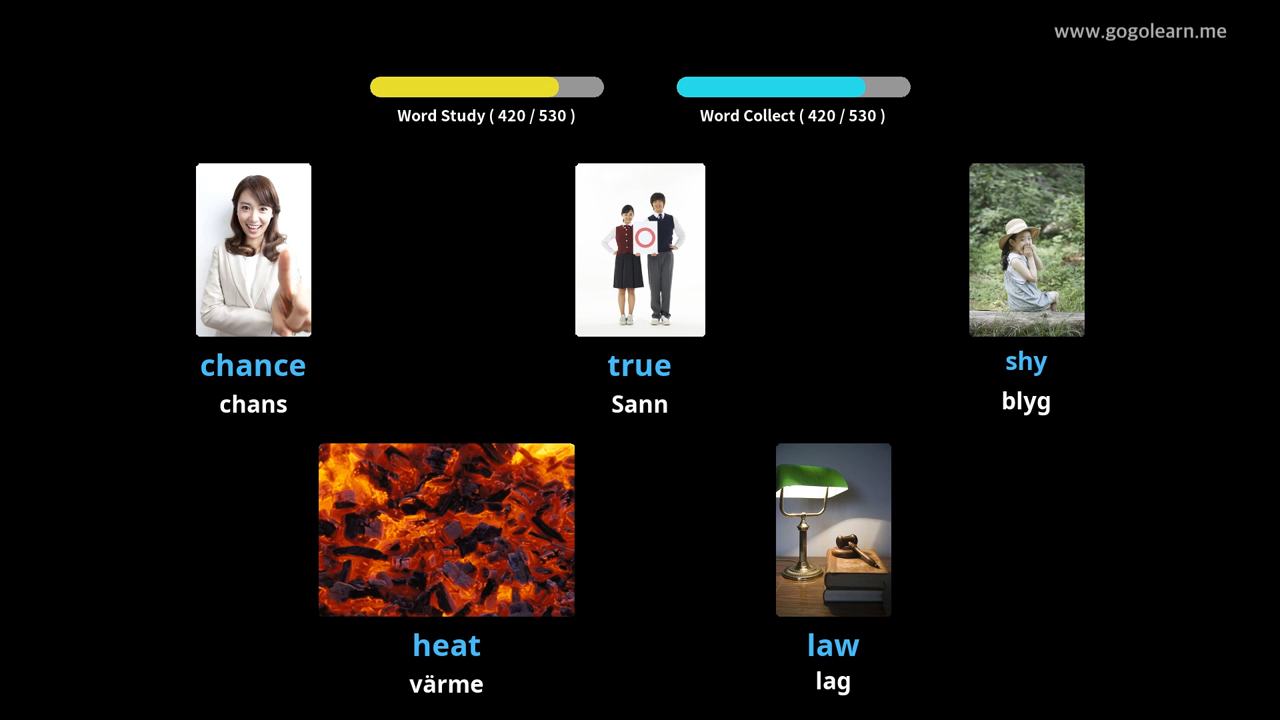 www.gogolearn.me
Word Study ( 420 / 530 )
Word Collect ( 420 / 530 )
chance
chans
true
Sann
shy
blyg
heat
värme
law
lag